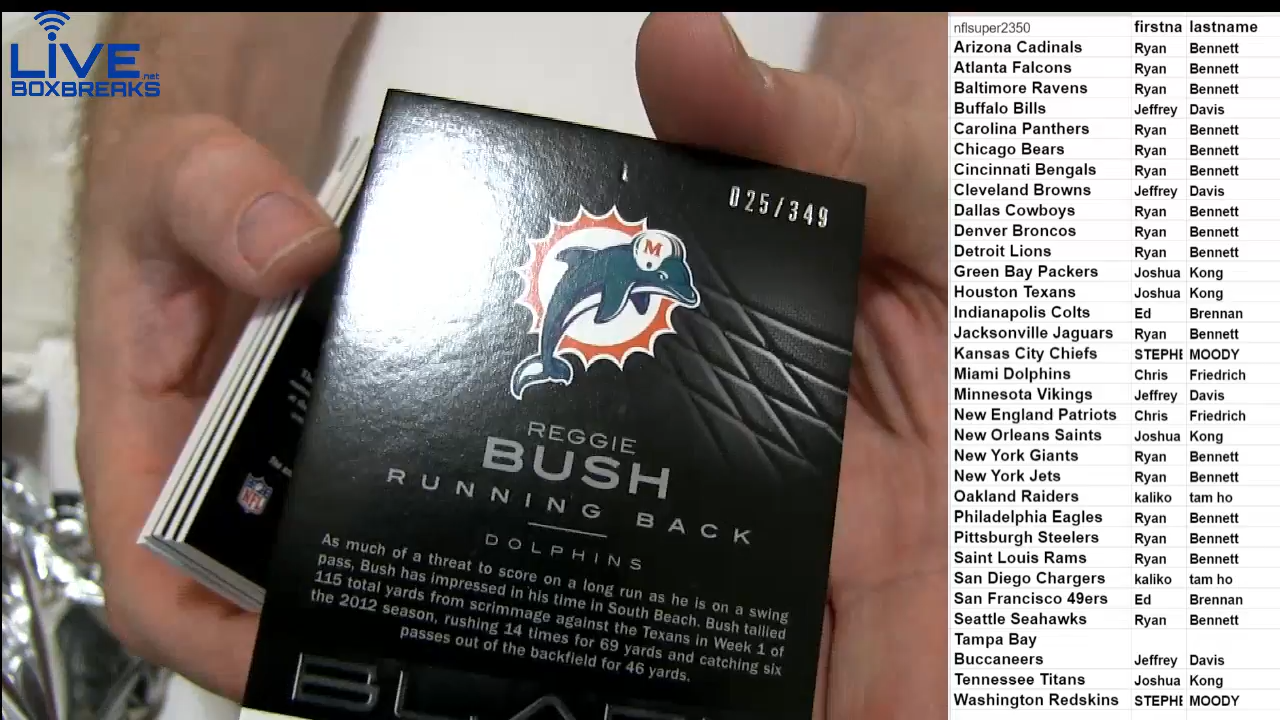 LIVE
.net
BOXBREAKS
025/349
M
REGGIE
BUSH
RUNNING BACK
DOLPHINS
As much of a threat to score on a long run as he is on a swing
pass, Bush has impressed in his time in South Beach. Bush tallied
115 total yards from scrimmage against the Texans in Week 1 of
the 2012 season, rushing 14 times for 69 yards and catching six
passes out of the backfield for 46 yards.
NFL
nflsuper2350 firstna lastname
Arizona Cadinals Ryan Bennett
Atlanta Falcons Ryan Bennett
Baltimore Ravens Ryan Bennett
Buffalo Bills Jeffrey Davis
Carolina Panthers Ryan Bennett
Chicago Bears Ryan Bennett
Cincinnati Bengals Ryan Bennett
Cleveland Browns Jeffrey Davis
Dallas Cowboys Ryan Bennett
Denver Broncos Ryan Bennett
Detroit Lions Ryan Bennett
Green Bay Packers Joshua Kong
Houston Texans Joshua Kong
Indianapolis Colts Ed Brennan
Jacksonville Jaguars Ryan Bennett
Kansas City Chiefs STEPHE MOODY
Miami Dolphins Chris Friedrich
Minnesota Vikings Jeffrey Davis
New England Patriots Chris Friedrich
New Orleans Saints Joshua Kong
New York Giants Ryan Bennett
New York Jets Ryan Bennett
Oakland Raiders kaliko tam ho
Philadelphia Eagles Ryan Bennett
Pittsburgh Steelers Ryan Bennett
Saint Louis Rams Ryan Bennett
San Diego Chargers kaliko tam ho
San Francisco 49ers Ed Brennan
Seattle Seahawks Ryan Bennett
Tampa Bay
Buccaneers Jeffrey Davis
Tennessee Titans Joshua Kong
Washington Redskins STEPHE MOODY